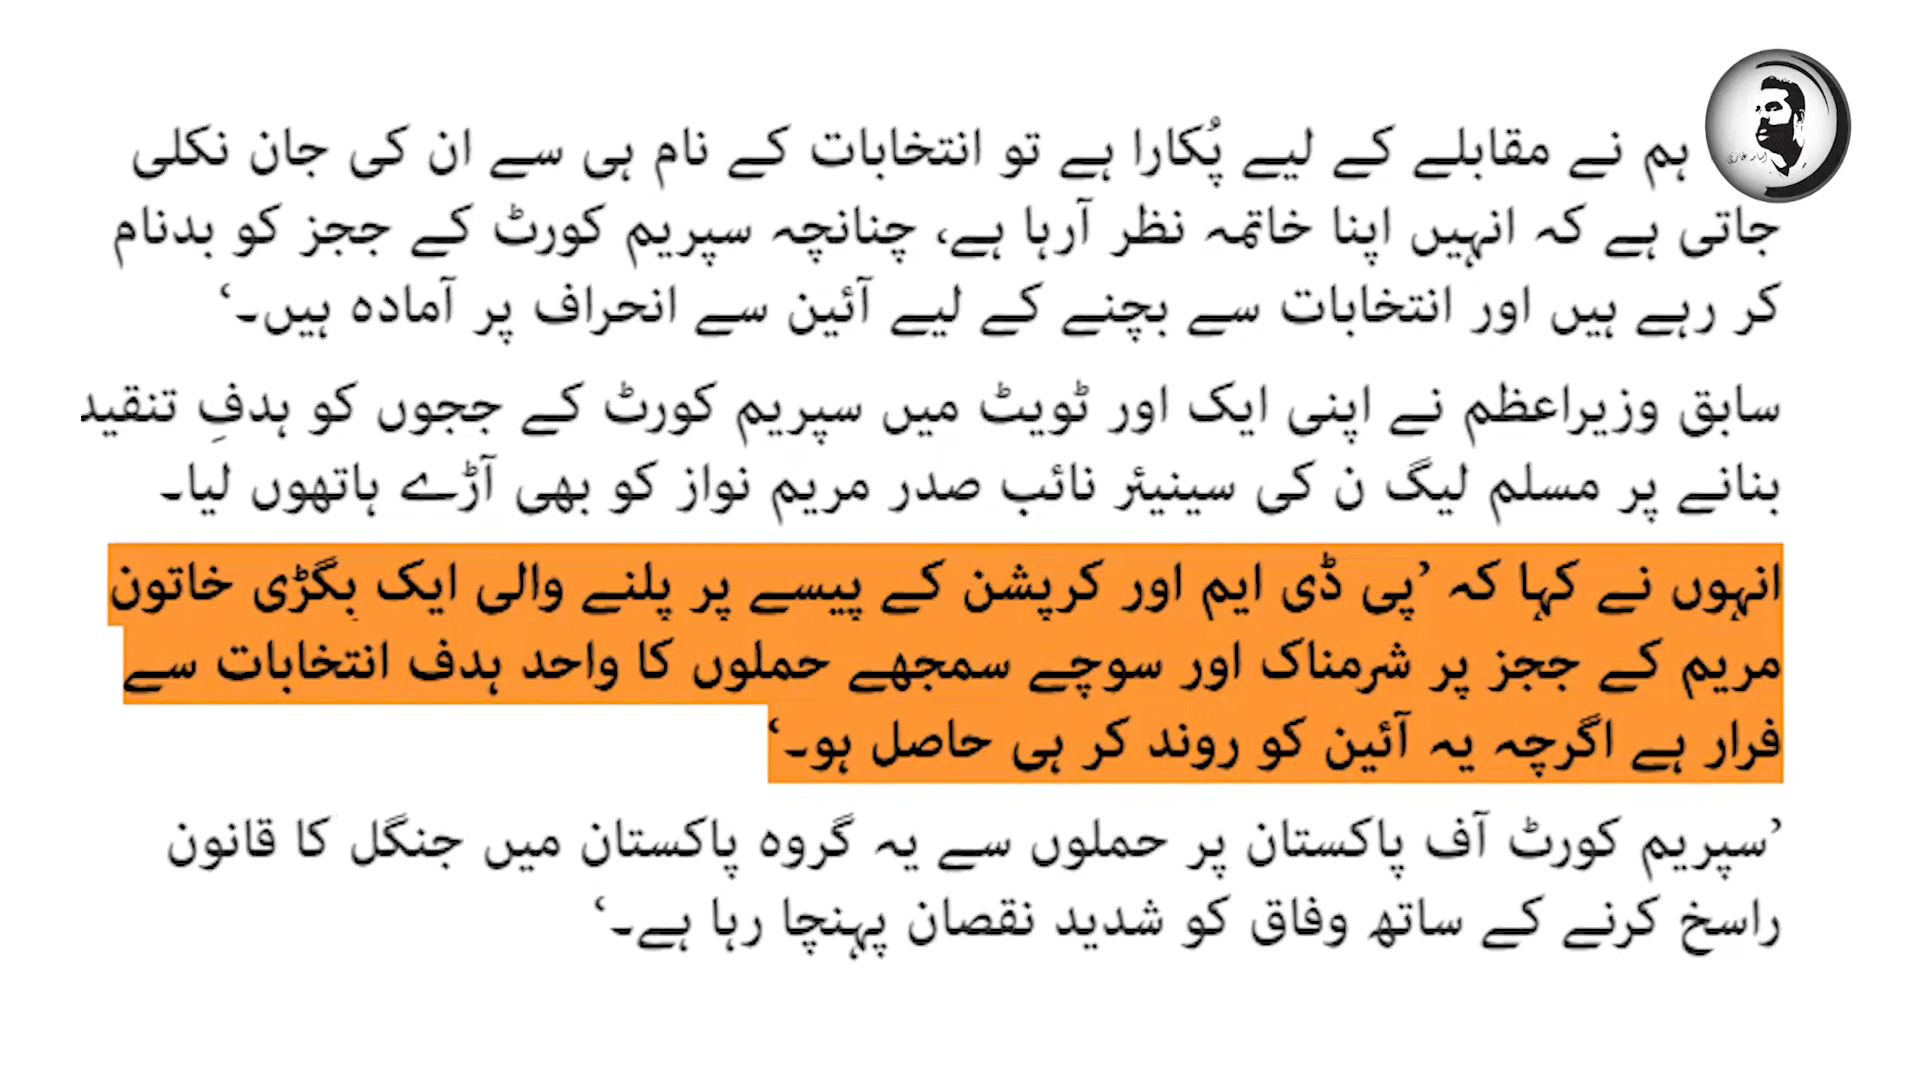 ہم نے مقابلے کے لیے پُکارا ہے تو انتخابات کے نام ہی سے ان کی جان نکلی
جاتی ہے کہ انہیں اپنا خاتمہ نظر آرہا ہے، چنانچہ سپریم کورٹ کے ججز کو بدنام
کر رہے ہیں اور انتخابات سے بچنے کے لیے آئین سے انحراف پر آمادہ ہیں۔‘
سابق وزیراعظم نے اپنی ایک اور ٹویٹ میں سپریم کورٹ کے ججوں کو ہدفِ تنقید
بنانے پر مسلم لیگ ن کی سینیئر نائب صدر مریم نواز کو بھی آڑے ہاتھوں لیا۔
انہوں نے کہا کہ ’پی ڈی ایم اور کرپشن کے پیسے پر پلنے والی ایک بِگڑی خاتون
مریم کے ججز پر شرمناک اور سوچے سمجھے حملوں کا واحد ہدف انتخابات سے
فرار ہے اگرچہ یہ آئین کو روند کر ہی حاصل ہو۔‘
’سپریم کورٹ آف پاکستان پر حملوں سے یہ گروہ پاکستان میں جنگل کا قانون
راسخ کرنے کے ساتھ وفاق کو شدید نقصان پہنچا رہا ہے۔‘